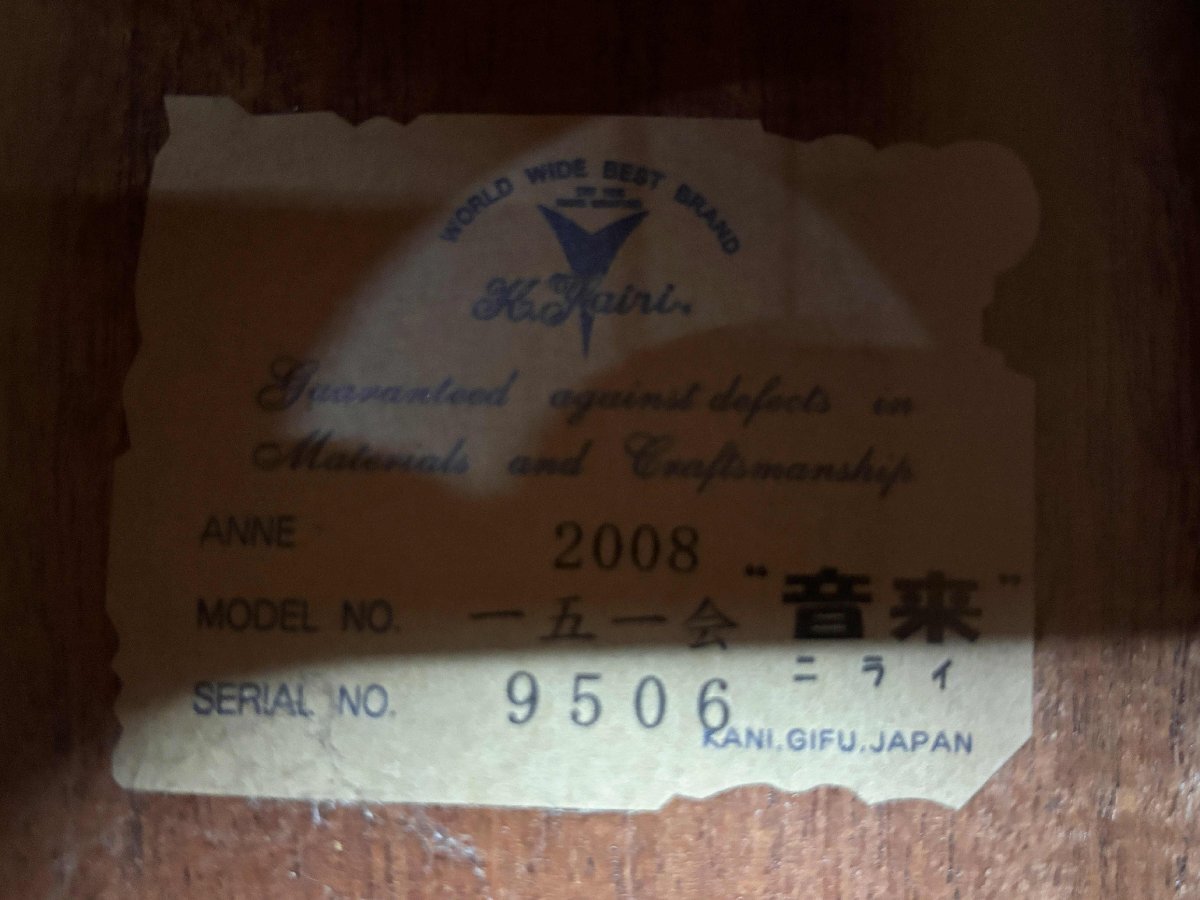 WORLD WIDE BEST BRAND
K.Yairi
Guaranteed against defects in
Materials and Craftsmanship
ANNE 2008
MODEL NO. 一五一会 “音来”
ニライ
SERIAL NO. 9506
KANI.GIFU.JAPAN